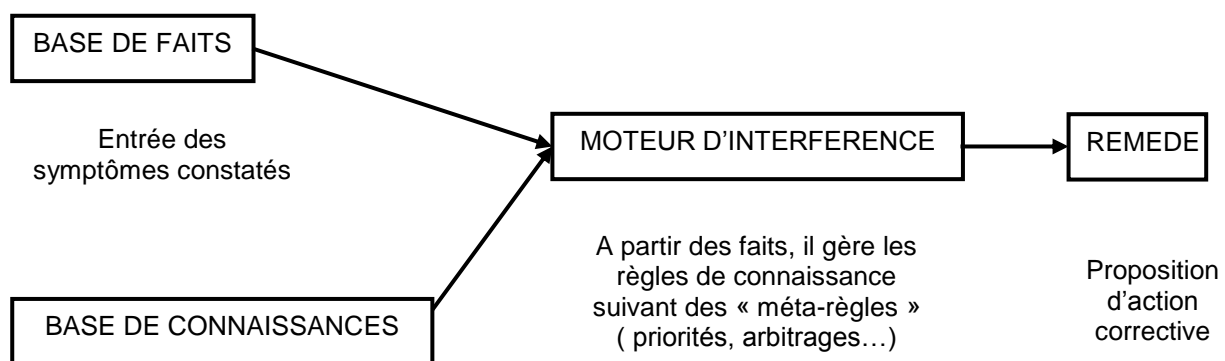 BASE DE FAITS
Entrée des
symptômes constatés
MOTEUR D'INTERFERENCE
REMEDE
A partir des faits, il gère les
règles de connaissance
suivant des « méta-règles »
( priorités, arbitrages…)
Proposition
d'action
corrective
BASE DE CONNAISSANCES